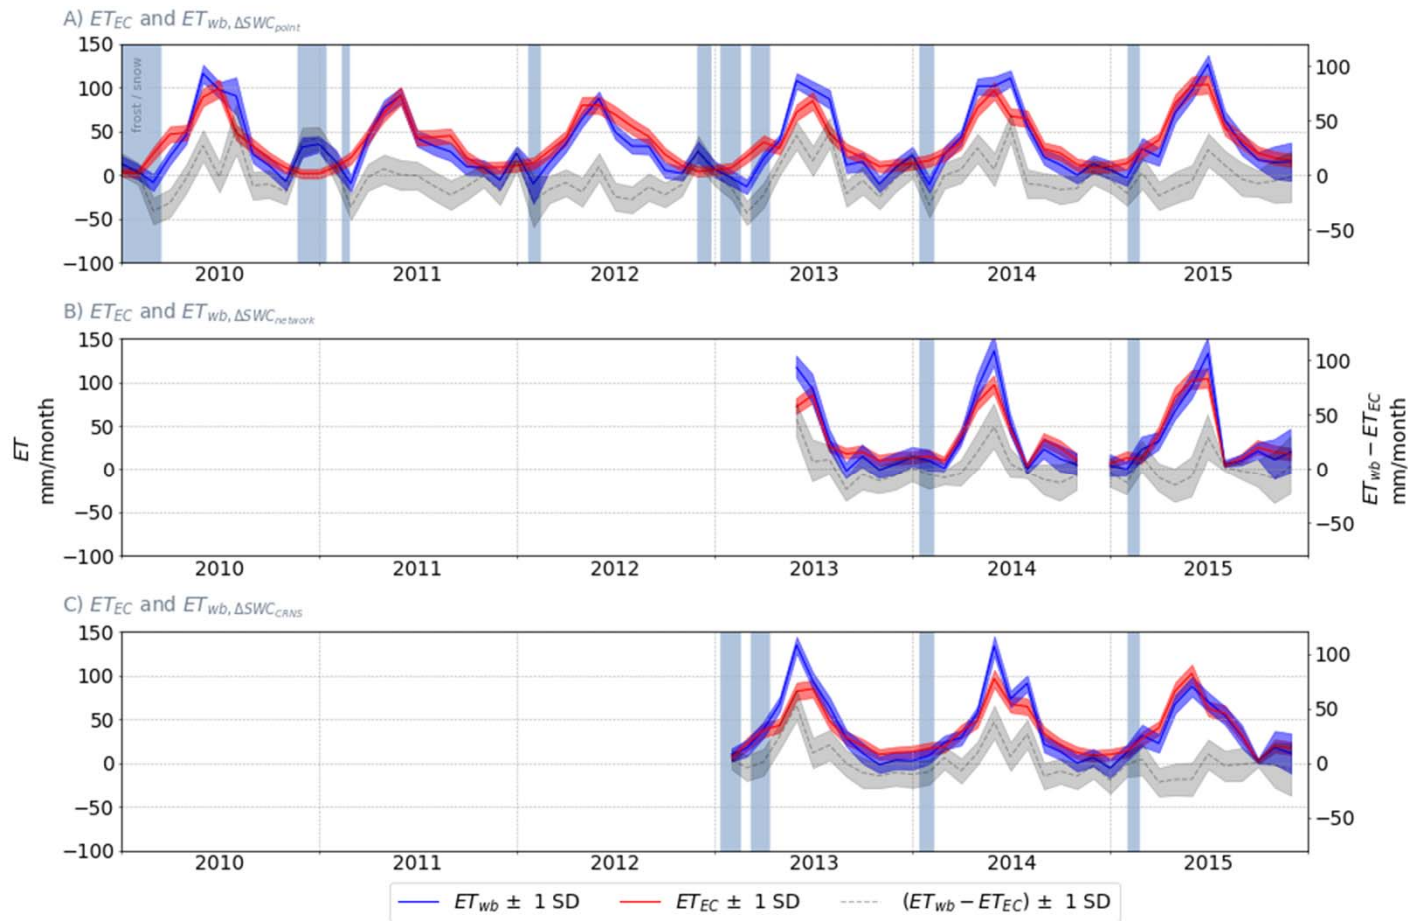 A) ET_EC and ET_wb, ΔSWC_point
150
100
50
0
−50
−100
frost / snow
100
50
0
−50
2010 2011 2012 2013 2014 2015
B) ET_EC and ET_wb, ΔSWC_network
150
100
50
0
−50
−100
ET
mm/month
100
50
0
−50
ET_wb − ET_EC
mm/month
2010 2011 2012 2013 2014 2015
C) ET_EC and ET_wb, ΔSWC_CRNS
150
100
50
0
−50
−100
100
50
0
−50
2010 2011 2012 2013 2014 2015
ET_wb ± 1 SD ET_EC ± 1 SD (ET_wb − ET_EC) ± 1 SD